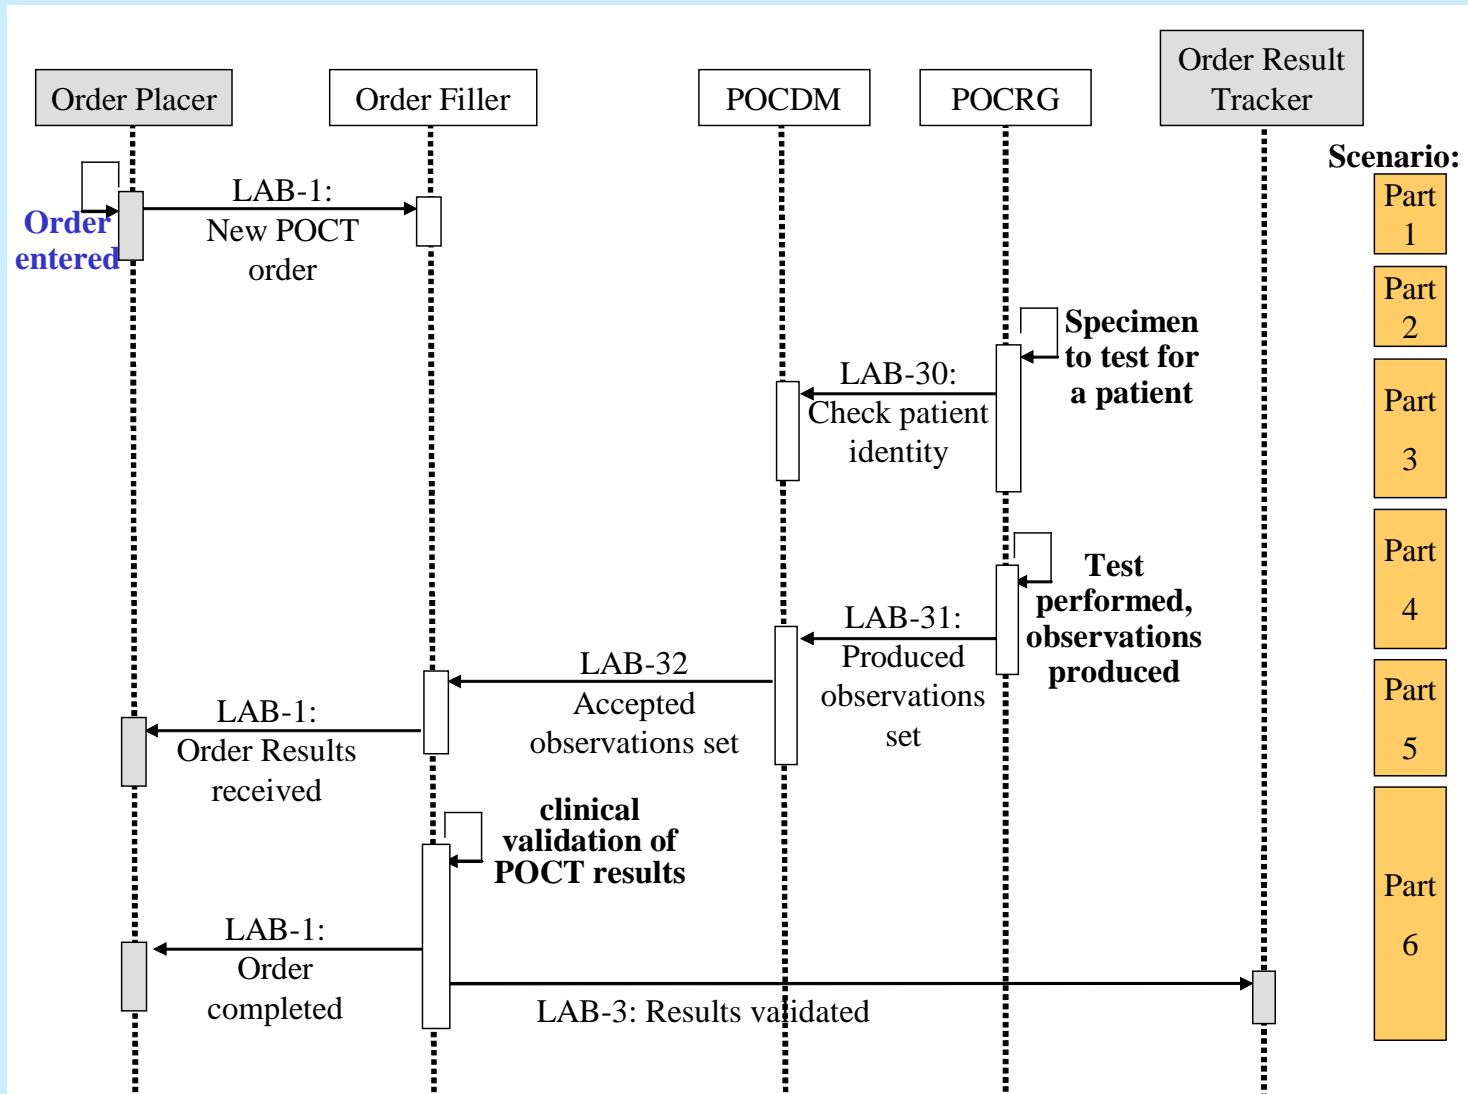 Order Placer
Order Filler
POCDM
POCRG
Order Result
Tracker
Scenario:
Order
entered
LAB-1:
New POCT
order
Part
1
Part
2
Specimen
to test for
a patient
LAB-30:
Check patient
identity
Part
3
Test
performed,
observations
produced
LAB-31:
Produced
observations
set
Part
4
LAB-32
Accepted
observations set
LAB-1:
Order Results
received
Part
5
clinical
validation of
POCT results
LAB-1:
Order
completed
LAB-3: Results validated
Part
6